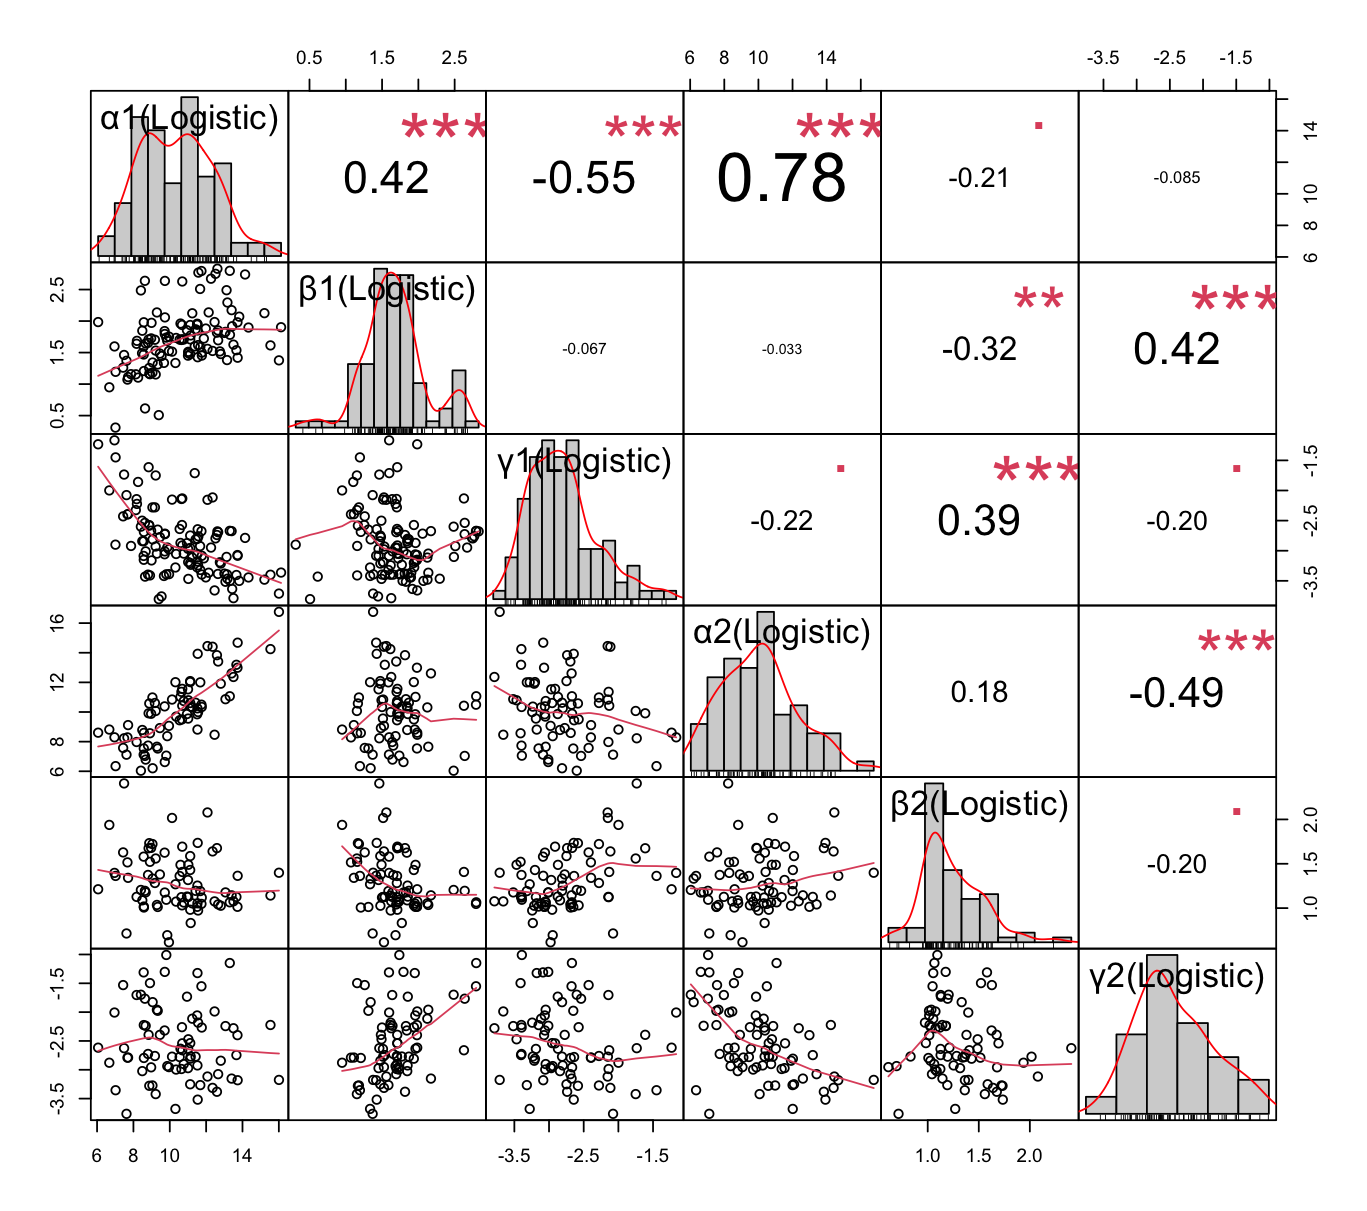 0.5 1.5 2.5 6 8 10 14 -3.5 -2.5 -1.5
α1(Logistic) *** *** *** .
0.42 -0.55 0.78 -0.21 -0.085
14
10
8
6
β1(Logistic) ** ***
-0.067 -0.033 -0.32 0.42
2.5
1.5
0.5
γ1(Logistic) . *** .
-0.22 0.39 -0.20
-1.5
-2.5
-3.5
α2(Logistic) ***
0.18 -0.49
16
12
8
6
β2(Logistic) .
-0.20
2.0
1.5
1.0
γ2(Logistic)
-1.5
-2.5
-3.5
6 8 10 14 -3.5 -2.5 -1.5 1.0 1.5 2.0